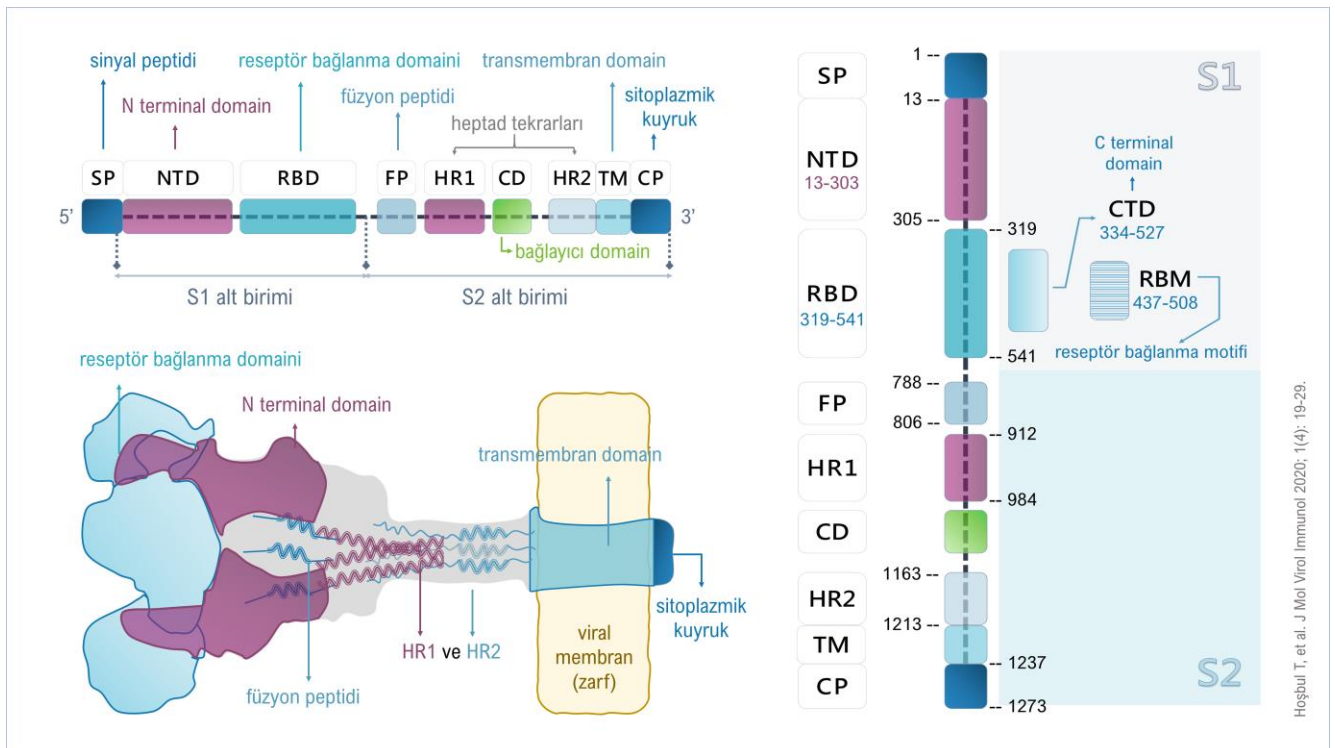 sinyal peptidi
reseptör bağlanma domaini
transmembran domain
N terminal domain
füzyon peptidi
sitoplazmik
kuyruk
heptad tekrarları
SP
NTD
RBD
FP
HR1
CD
HR2
TM
CP
5’
3’
bağlayıcı domain
S1 alt birimi
S2 alt birimi
reseptör bağlanma domaini
N terminal domain
transmembran domain
sitoplazmik
kuyruk
HR1 ve HR2
viral
membran
(zarf)
füzyon peptidi
SP
NTD
13-303
RBD
319-541
FP
HR1
CD
HR2
TM
CP
1 --
13 --
305 --
-- 319
-- 541
788 --
806 --
-- 912
-- 984
1163 --
1213 --
-- 1237
-- 1273
S1
C terminal
domain
CTD
334-527
RBM
437-508
reseptör bağlanma motifi
S2
Hoşbul T, et al. J Mol Virol Immunol 2020; 1(4): 19-29.